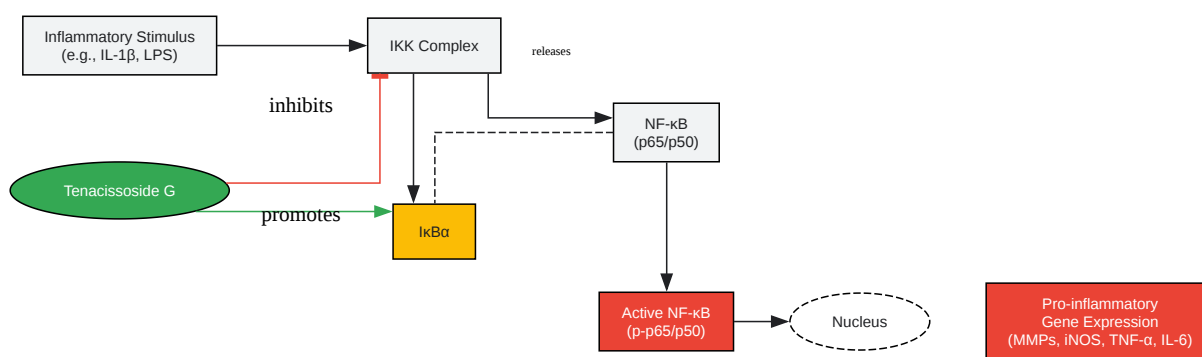 Inflammatory Stimulus
(e.g., IL-1β, LPS)
IKK Complex
releases
inhibits
NF-κB
(p65/p50)
Tenacissoside G
promotes
IκBα
Active NF-κB
(p-p65/p50)
Nucleus
Pro-inflammatory
Gene Expression
(MMPs, iNOS, TNF-α, IL-6)